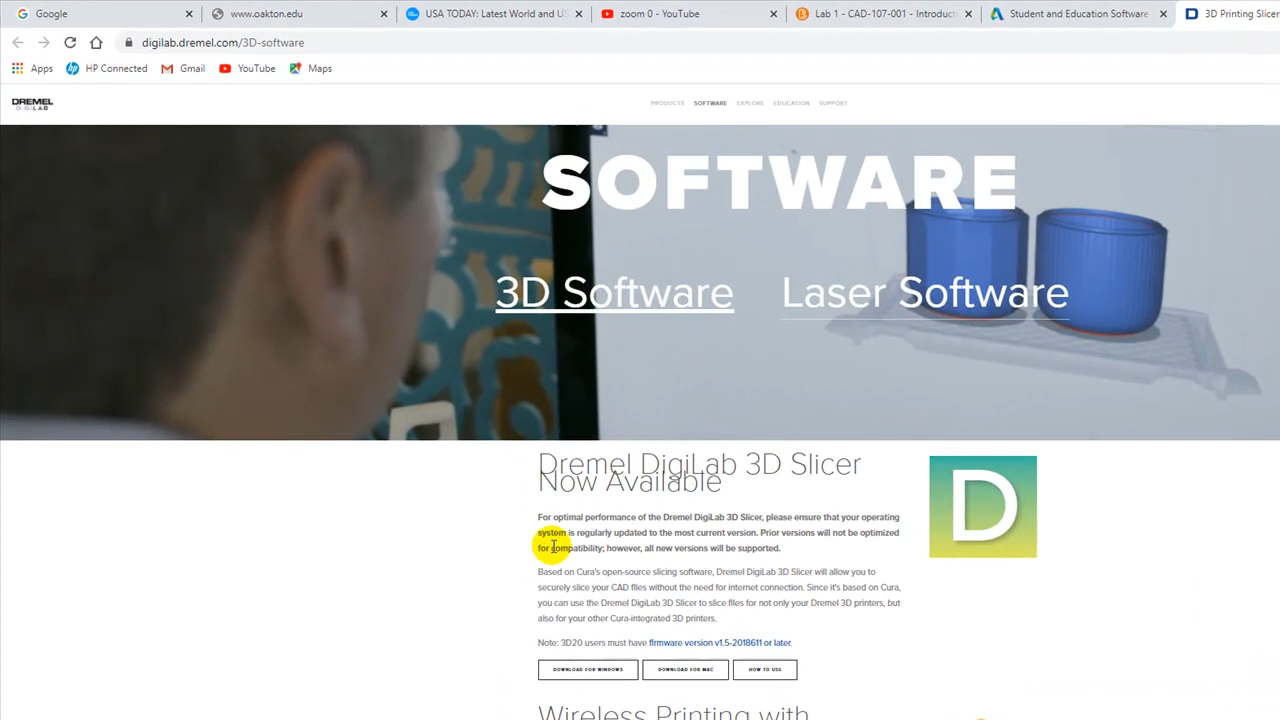 Google
www.oakton.edu
USA TODAY: Latest World and US
zoom 0 - YouTube
Lab 1 - CAD-107-001 - Introduct
Student and Education Software
3D Printing Slicer
digilab.dremel.com/3D-software
Apps
HP Connected
Gmail
YouTube
Maps
DREMEL
DIGILAB
PRODUCTS
SOFTWARE
EXPLORE
EDUCATION
SUPPORT
SOFTWARE
3D Software
Laser Software
Dremel DigiLab 3D Slicer
Now Available
D
For optimal performance of the Dremel DigiLab 3D Slicer, please ensure that your operating
system is regularly updated to the most current version. Prior versions will not be optimized
for compatibility; however, all new versions will be supported.
Based on Cura's open-source slicing software, Dremel DigiLab 3D Slicer will allow you to
securely slice your CAD files without the need for internet connection. Since it's based on Cura,
you can use the Dremel DigiLab 3D Slicer to slice files for not only your Dremel 3D printers, but
also for your other Cura-integrated 3D printers.
Note: 3D20 users must have firmware version v1.5-2018611 or later.
DOWNLOAD FOR WINDOWS
DOWNLOAD FOR MAC
HOW TO USE
Wireless Printing with